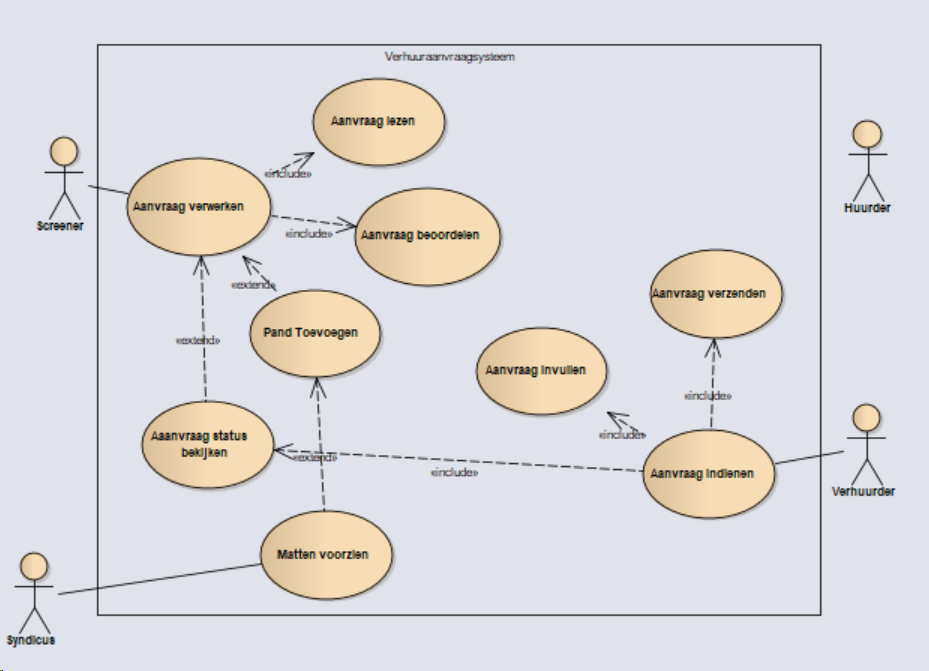 Verhuuraanvraagsysteem
Aanvraag lezen
Screener
Aanvraag verwerken
«include»
«include»
Aanvraag beoordelen
Huurder
«extend»
Pand Toevoegen
Aanvraag verzenden
«extend»
Aanvraag invullen
«include»
«include»
Aaanvraag status
bekijken
«extend»
«include»
Aanvraag indienen
Verhuurder
Matten voorzien
Syndicus